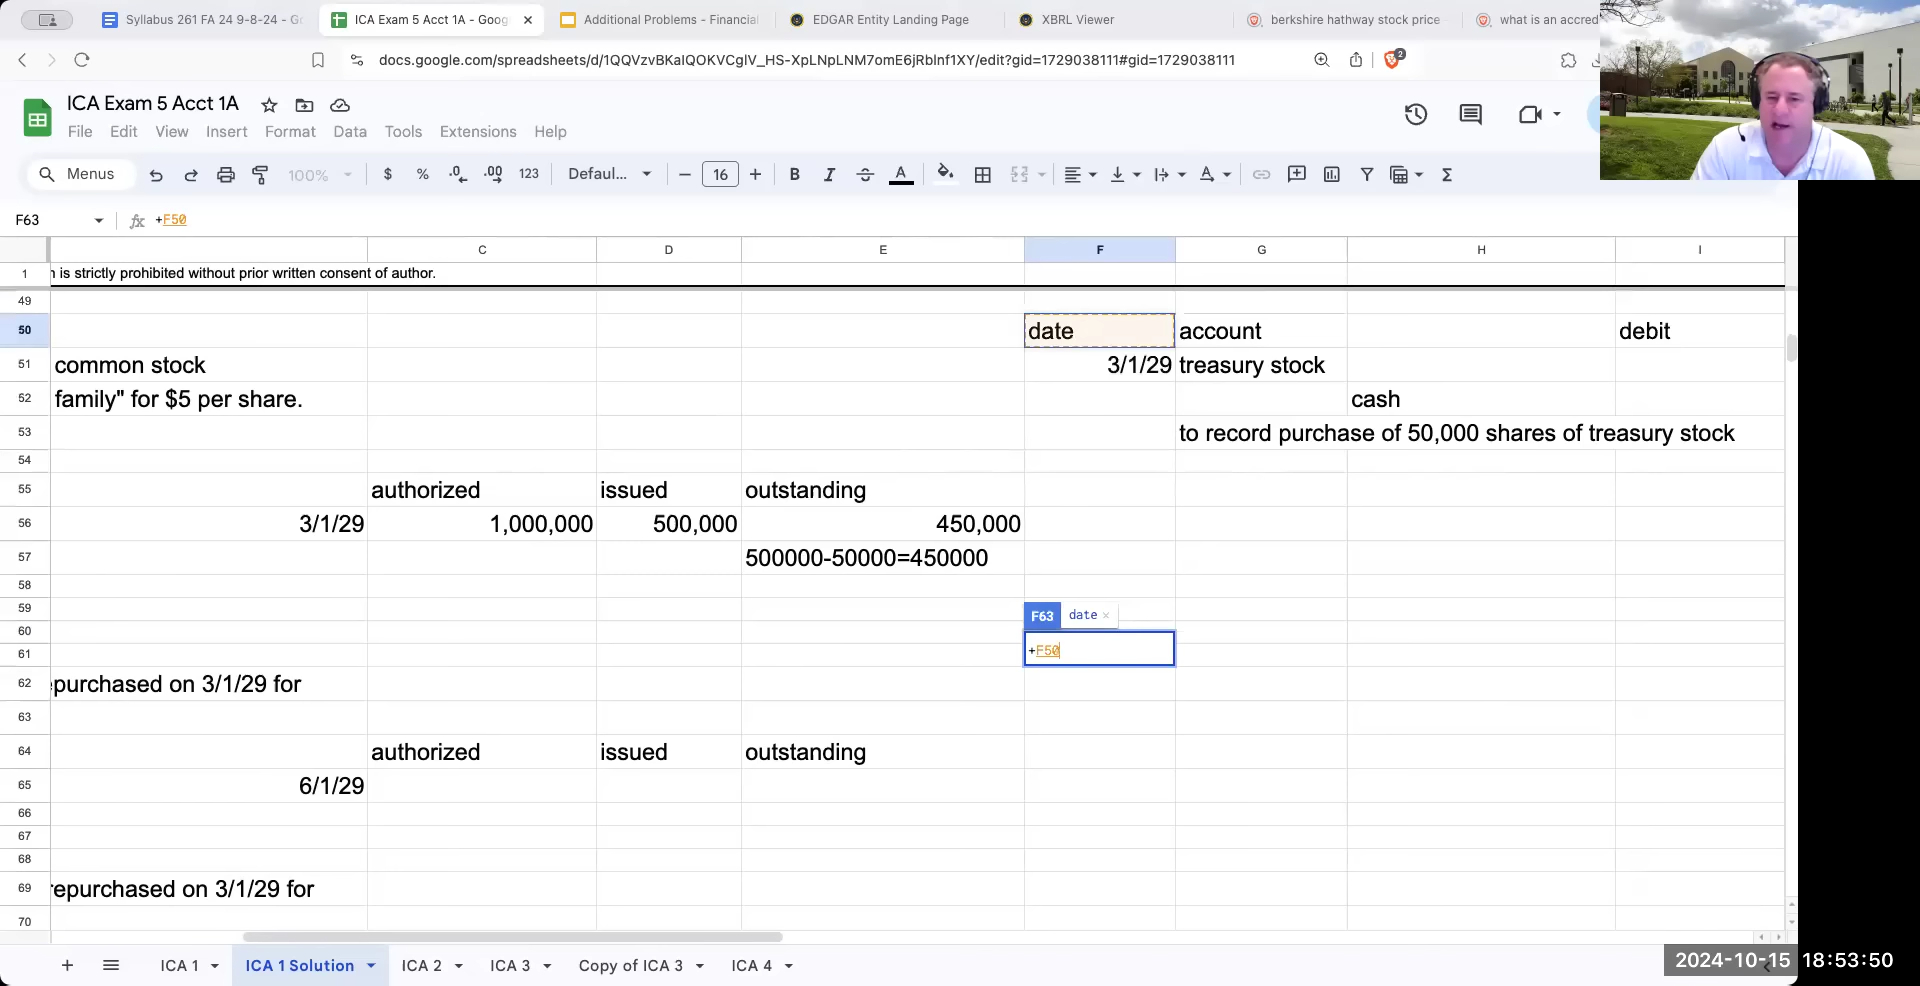 Syllabus 261 FA 24 9-8-24 - Go
ICA Exam 5 Acct 1A - Goog
Additional Problems - Financial
EDGAR Entity Landing Page
XBRL Viewer
berkshire hathway stock price
what is an accred
docs.google.com/spreadsheets/d/1QQVzvBKaIQOKVCglV_HS-XpLNpLNM7omE6jRbInf1XY/edit?gid=1729038111#gid=1729038111
2
ICA Exam 5 Acct 1A
File Edit View Insert Format Data Tools Extensions Help
Menus 100% $ % .0 .00 123 Defaul... 16 B I A Σ
F63 fx +F50
C D E F G H I
1 n is strictly prohibited without prior written consent of author.
49
50 date account debit
51 common stock 3/1/29 treasury stock
52 family" for $5 per share. cash
53 to record purchase of 50,000 shares of treasury stock
54
55 authorized issued outstanding
56 3/1/29 1,000,000 500,000 450,000
57 500000-50000=450000
58
59 F63 date ×
60
61 +F50
62 epurchased on 3/1/29 for
63
64 authorized issued outstanding
65 6/1/29
66
67
68
69 repurchased on 3/1/29 for
70
ICA 1 ICA 1 Solution ICA 2 ICA 3 Copy of ICA 3 ICA 4
2024-10-15 18:53:50